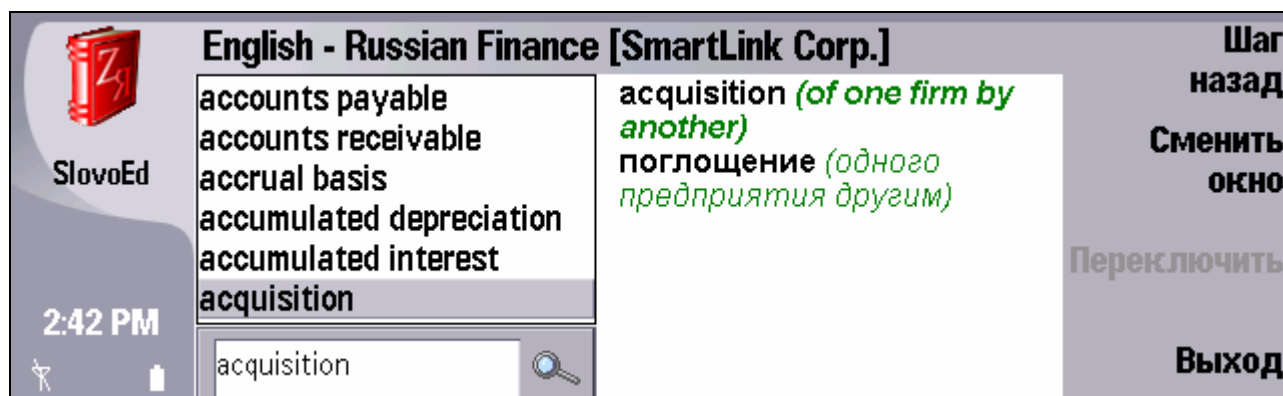 English - Russian Finance [SmartLink Corp.]
SlovoEd
2:42 PM
accounts payable
accounts receivable
accrual basis
accumulated depreciation
accumulated interest
acquisition
acquisition
acquisition (of one firm by
another)
поглощение (одного
предприятия другим)
Шаг
назад
Сменить
окно
Переключить
Выход